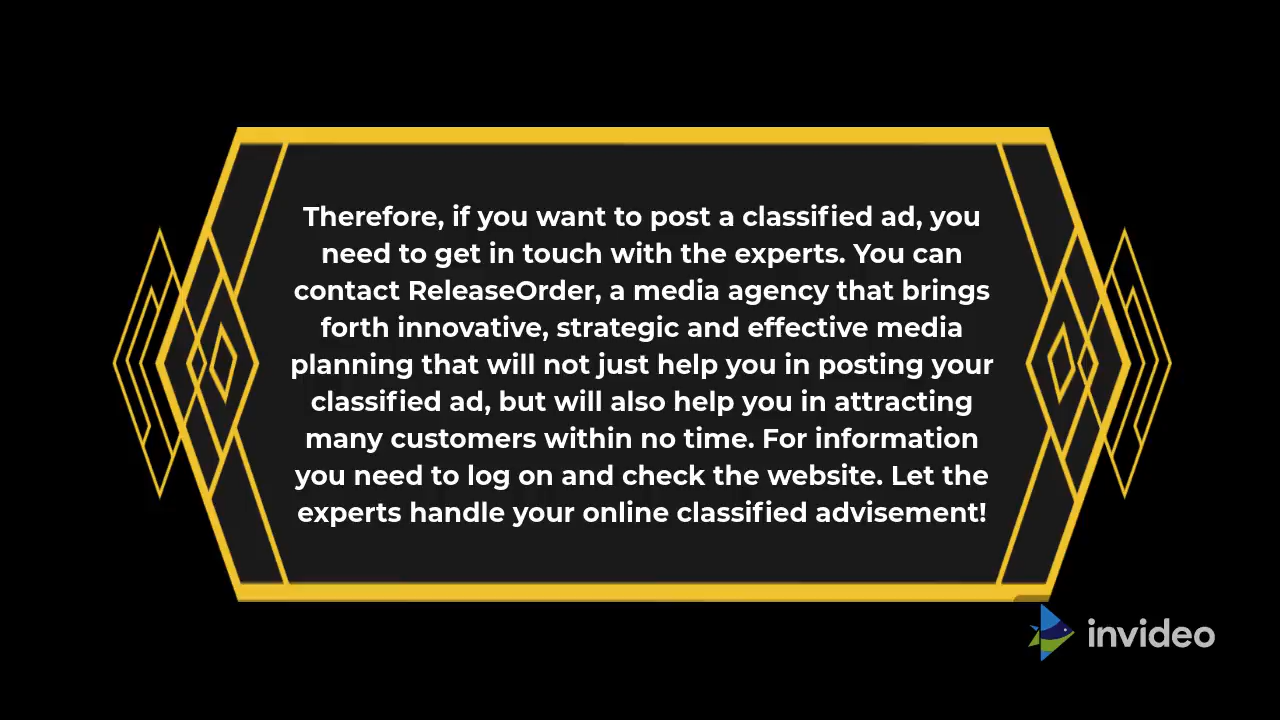 Therefore, if you want to post a classified ad, you
need to get in touch with the experts. You can
contact ReleaseOrder, a media agency that brings
forth innovative, strategic and effective media
planning that will not just help you in posting your
classified ad, but will also help you in attracting
many customers within no time. For information
you need to log on and check the website. Let the
experts handle your online classified advisement!
invideo